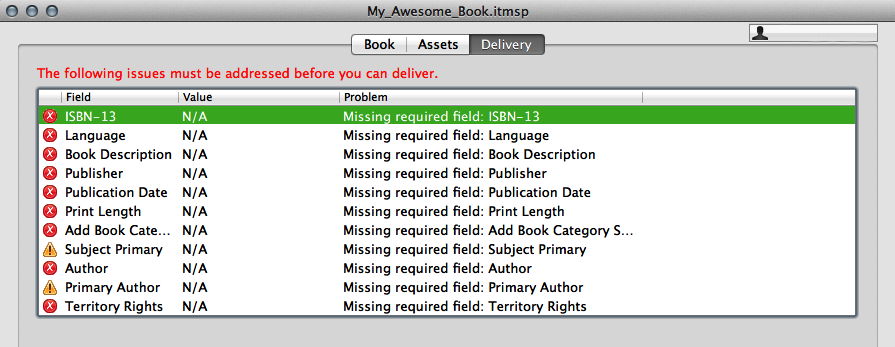 My_Awesome_Book.itmsp
Book Assets Delivery
The following issues must be addressed before you can deliver.
Field Value Problem
ISBN-13 N/A Missing required field: ISBN-13
Language N/A Missing required field: Language
Book Description N/A Missing required field: Book Description
Publisher N/A Missing required field: Publisher
Publication Date N/A Missing required field: Publication Date
Print Length N/A Missing required field: Print Length
Add Book Cate... N/A Missing required field: Add Book Category S...
Subject Primary N/A Missing required field: Subject Primary
Author N/A Missing required field: Author
Primary Author N/A Missing required field: Primary Author
Territory Rights N/A Missing required field: Territory Rights